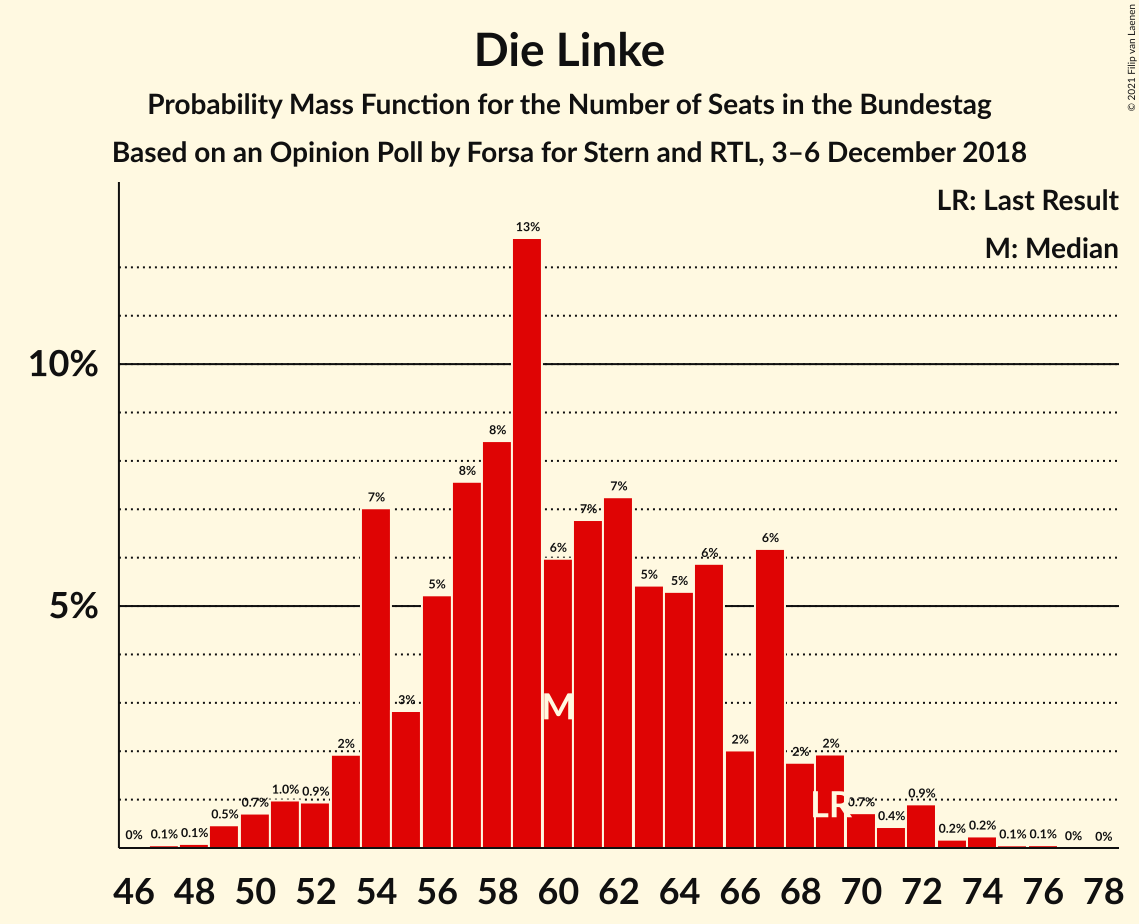 © 2021 Filip van Laenen
Die Linke
Probability Mass Function for the Number of Seats in the Bundestag
Based on an Opinion Poll by Forsa for Stern and RTL, 3–6 December 2018
LR: Last Result
M: Median
10%
5%
0% 0.1% 0.1% 0.5% 0.7% 1.0% 0.9% 2% 7% 3% 5% 8% 8% 13% 6% 7% 7% 5% 5% 6% 2% 6% 2% 2% 0.7% 0.4% 0.9% 0.2% 0.2% 0.1% 0.1% 0% 0%
M
LR
46 48 50 52 54 56 58 60 62 64 66 68 70 72 74 76 78